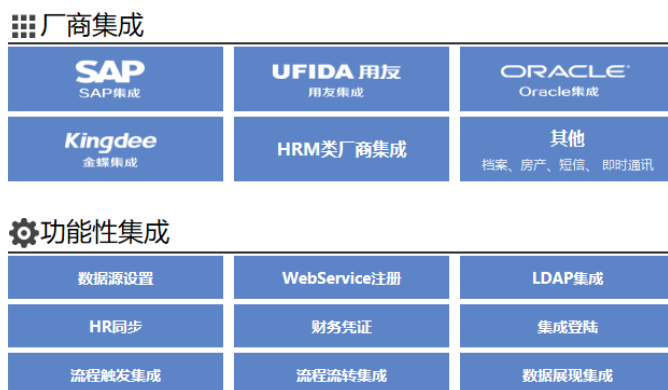 厂商集成
SAP
SAP集成
UFIDA 用友
用友集成
ORACLE
Oracle集成
Kingdee
金蝶集成
HRM类厂商集成
其他
档案、房产、短信、 即时通讯
功能性集成
数据源设置
WebService注册
LDAP集成
HR同步
财务凭证
集成登陆
流程触发集成
流程流转集成
数据展现集成